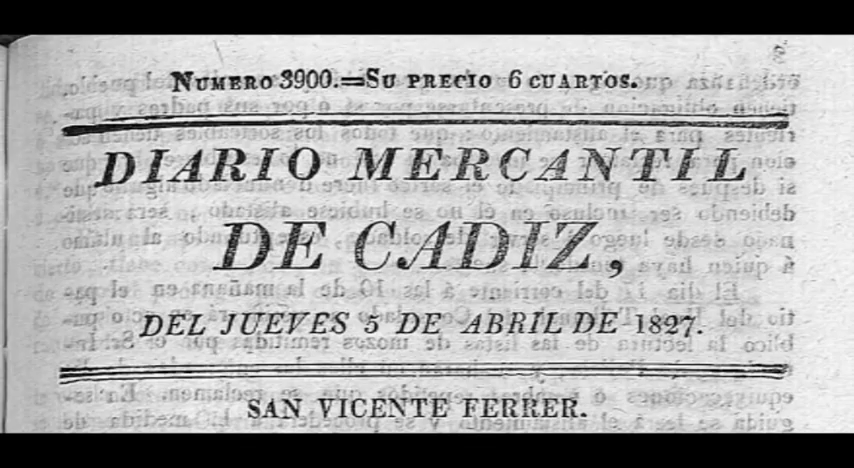 NUMERO 3900.=SU PRECIO 6 CUARTOS.
DIARIO MERCANTIL
DE CADIZ,
DEL JUEVES 5 DE ABRIL DE 1827.
SAN VICENTE FERRER.